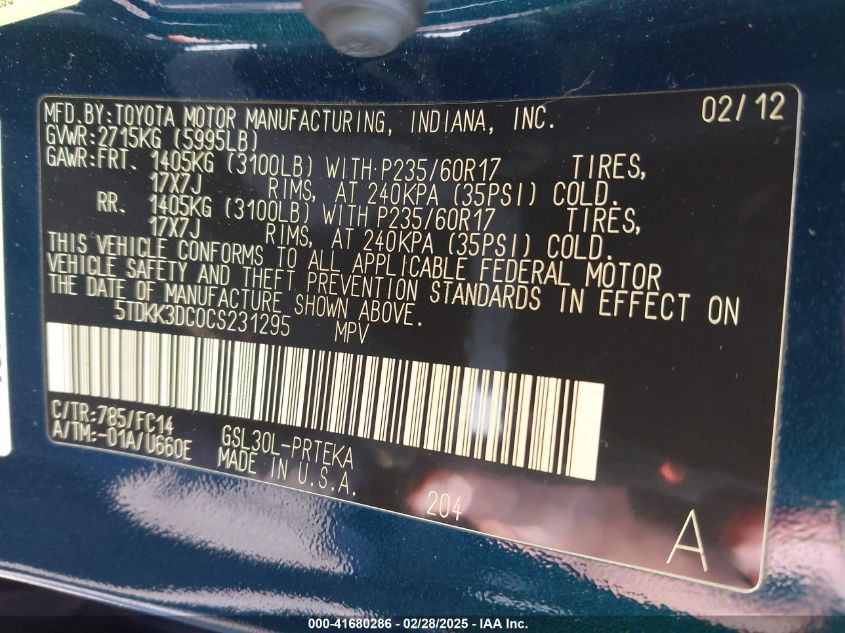 MFD.BY:TOYOTA MOTOR MANUFACTURING, INDIANA, INC. 02/12
GVWR:2715KG (5995LB)
GAWR:FRT. 1405KG (3100LB) WITH P235/60R17 TIRES,
17X7J RIMS, AT 240KPA (35PSI) COLD.
RR. 1405KG (3100LB) WITH P235/60R17 TIRES,
17X7J RIMS, AT 240KPA (35PSI) COLD.
THIS VEHICLE CONFORMS TO ALL APPLICABLE FEDERAL MOTOR
VEHICLE SAFETY AND THEFT PREVENTION STANDARDS IN EFFECT ON
THE DATE OF MANUFACTURE SHOWN ABOVE.
5TDKK3DC0CS231295 MPV
C/TR:785/FC14
A/TM:-01A/U660E
GSL30L-PRTEKA
MADE IN U.S.A.
204
A
000-41680286 - 02/28/2025 - IAA Inc.